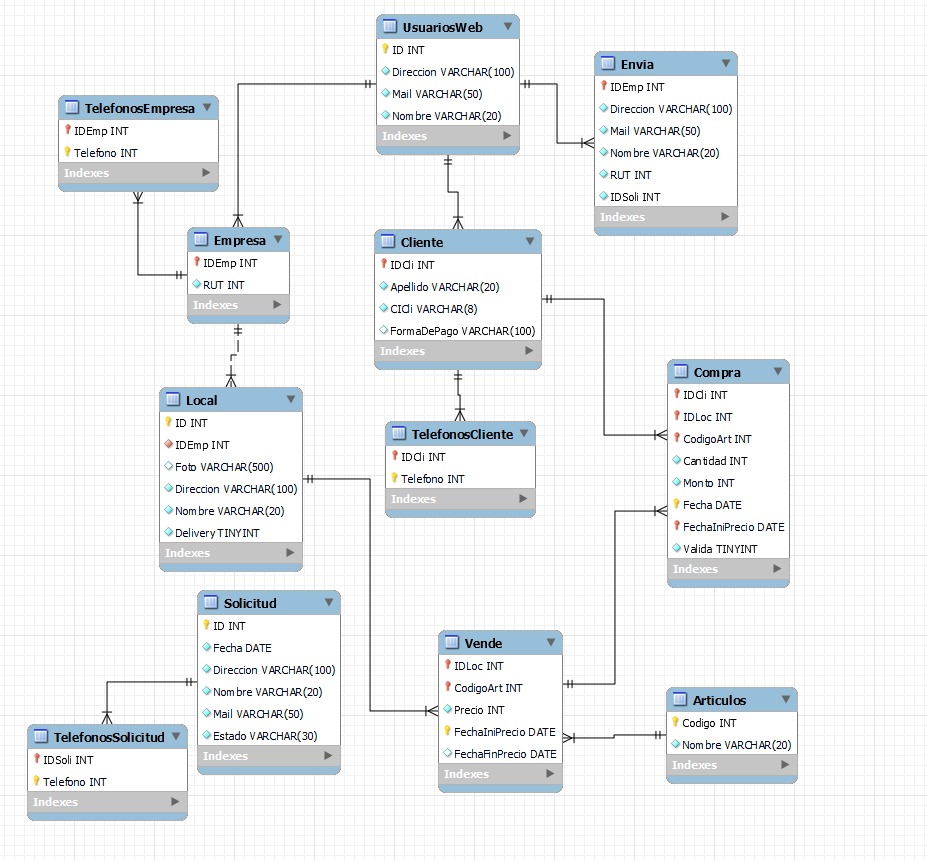 UsuariosWeb
ID INT
Direccion VARCHAR(100)
Mail VARCHAR(50)
Nombre VARCHAR(20)
Indexes
Envia
IDEmp INT
Direccion VARCHAR(100)
Mail VARCHAR(50)
Nombre VARCHAR(20)
RUT INT
IDSoli INT
Indexes
TelefonosEmpresa
IDEmp INT
Telefono INT
Indexes
Empresa
IDEmp INT
RUT INT
Indexes
Cliente
IDCli INT
Apellido VARCHAR(20)
CICli VARCHAR(8)
FormaDePago VARCHAR(100)
Indexes
Compra
IDCli INT
IDLoc INT
CodigoArt INT
Cantidad INT
Monto INT
Fecha DATE
FechaIniPrecio DATE
Valida TINYINT
Indexes
Local
ID INT
IDEmp INT
Foto VARCHAR(500)
Direccion VARCHAR(100)
Nombre VARCHAR(20)
Delivery TINYINT
Indexes
TelefonosCliente
IDCli INT
Telefono INT
Indexes
Solicitud
ID INT
Fecha DATE
Direccion VARCHAR(100)
Nombre VARCHAR(20)
Mail VARCHAR(50)
Estado VARCHAR(30)
Indexes
Vende
IDLoc INT
CodigoArt INT
Precio INT
FechaIniPrecio DATE
FechaFinPrecio DATE
Indexes
Articulos
Codigo INT
Nombre VARCHAR(20)
Indexes
TelefonosSolicitud
IDSoli INT
Telefono INT
Indexes